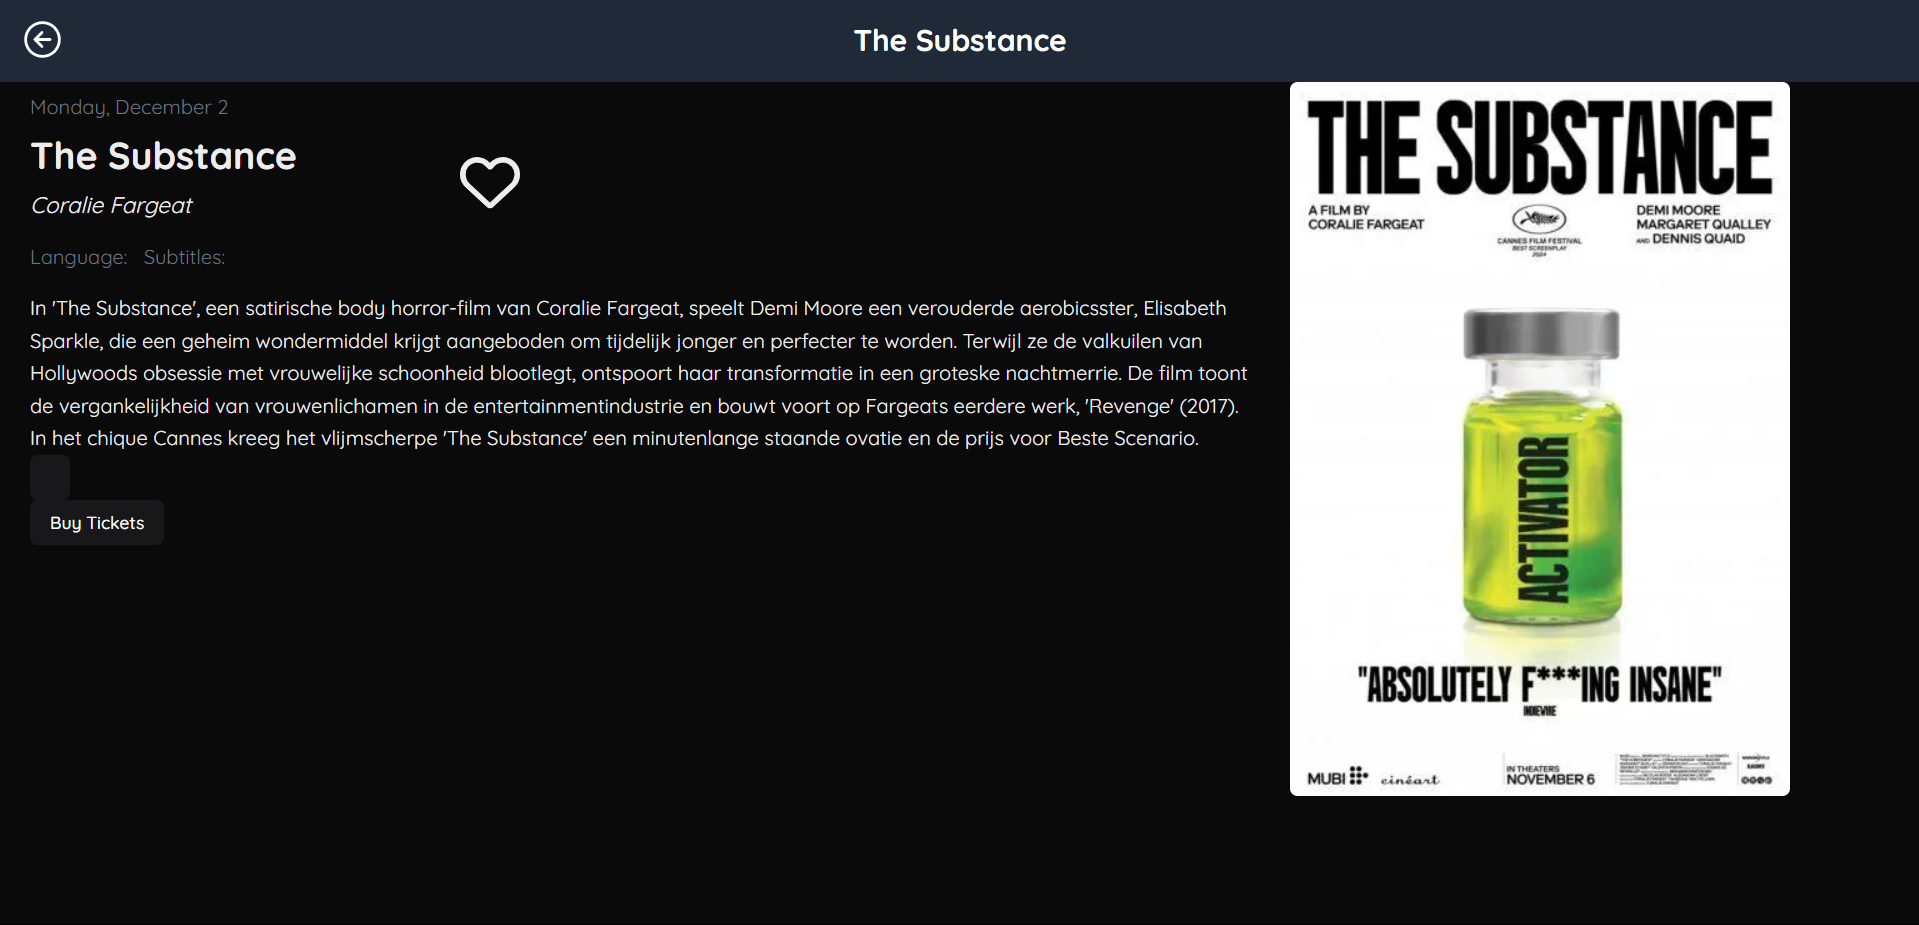 The Substance
Monday, December 2
The Substance
Coralie Fargeat
Language: Subtitles:
In 'The Substance', een satirische body horror-film van Coralie Fargeat, speelt Demi Moore een verouderde aerobicsster, Elisabeth
Sparkle, die een geheim wondermiddel krijgt aangeboden om tijdelijk jonger en perfecter te worden. Terwijl ze de valkuilen van
Hollywoods obsessie met vrouwelijke schoonheid blootlegt, ontspoort haar transformatie in een groteske nachtmerrie. De film toont
de vergankelijkheid van vrouwenlichamen in de entertainmentindustrie en bouwt voort op Fargeats eerdere werk, 'Revenge' (2017).
In het chique Cannes kreeg het vlijmscherpe 'The Substance' een minutenlange staande ovatie en de prijs voor Beste Scenario.
Buy Tickets
THE SUBSTANCE
A FILM BY
CORALIE FARGEAT
CANNES FILM FESTIVAL
BEST SCREENPLAY
2024
DEMI MOORE
MARGARET QUALLEY
AND DENNIS QUAID
ACTIVATOR
"ABSOLUTELY F***ING INSANE"
INDIEWIRE
MUBI
cinéart
IN THEATERS
NOVEMBER 6